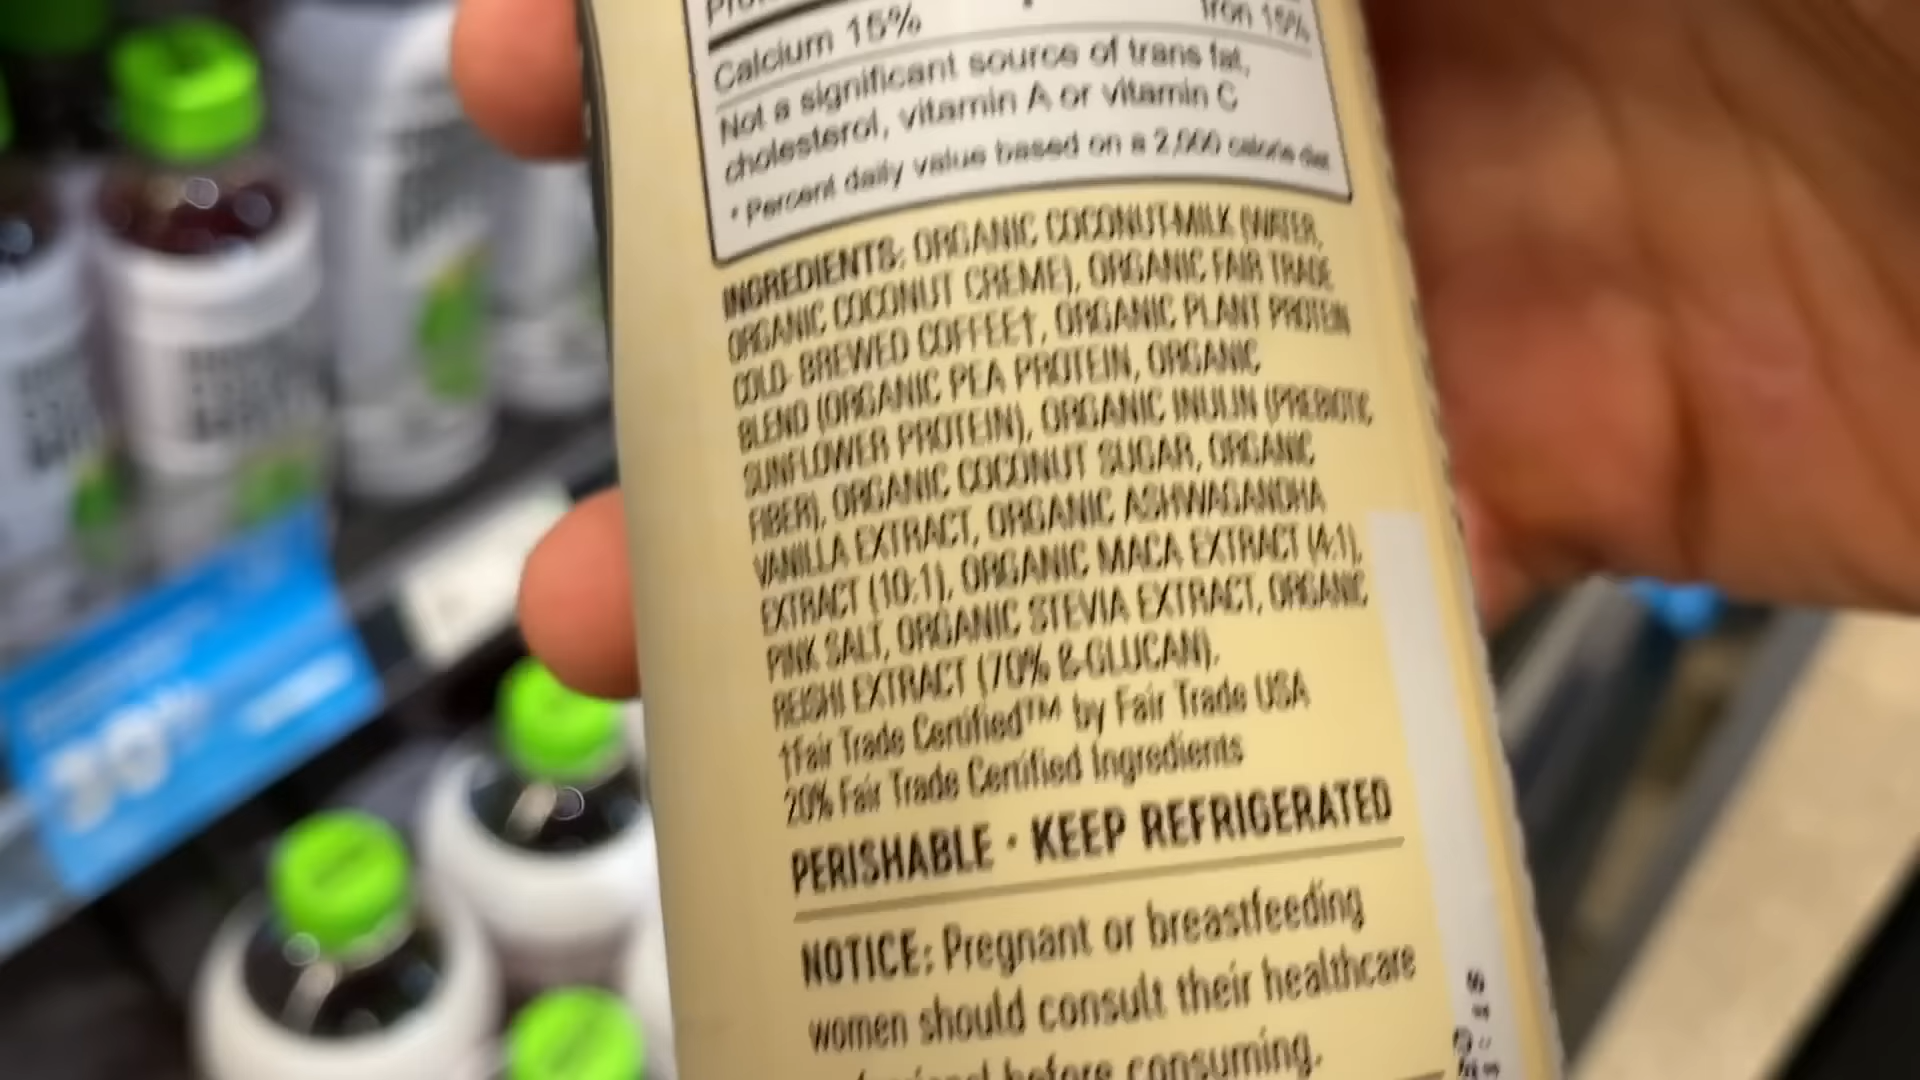 Calcium 15% • Iron 15%
Not a significant source of trans fat,
cholesterol, vitamin A or vitamin C
* Percent daily value based on a 2,000 calorie diet
INGREDIENTS: ORGANIC COCONUT-MILK (WATER,
ORGANIC COCONUT CREME), ORGANIC FAIR TRADE
COLD- BREWED COFFEE†, ORGANIC PLANT PROTEIN
BLEND (ORGANIC PEA PROTEIN, ORGANIC
SUNFLOWER PROTEIN), ORGANIC INULIN (PREBIOTIC
FIBER), ORGANIC COCONUT SUGAR, ORGANIC
VANILLA EXTRACT, ORGANIC ASHWAGANDHA
EXTRACT (10:1), ORGANIC MACA EXTRACT (4:1),
PINK SALT, ORGANIC STEVIA EXTRACT, ORGANIC
REISHI EXTRACT (70% ß-GLUCAN).
†Fair Trade Certified™ by Fair Trade USA
20% Fair Trade Certified Ingredients
PERISHABLE · KEEP REFRIGERATED
NOTICE: Pregnant or breastfeeding
women should consult their healthcare
before consuming.